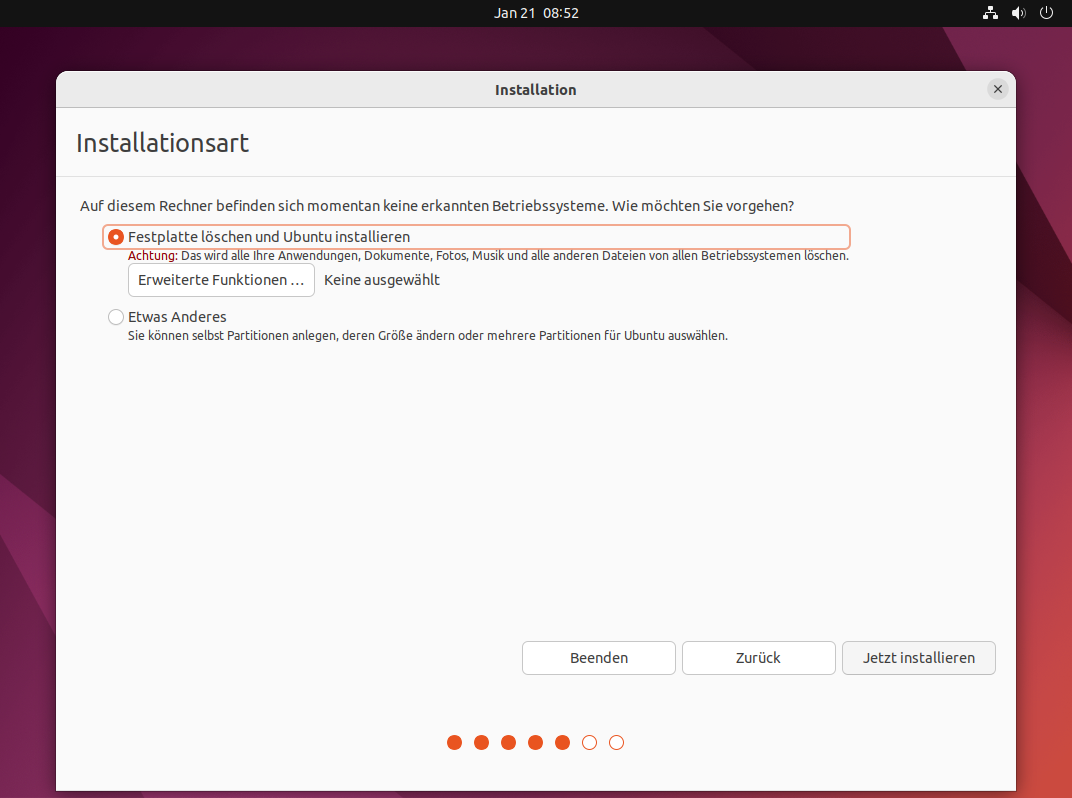 Jan 21 08:52
Installation
Installationsart
Auf diesem Rechner befinden sich momentan keine erkannten Betriebssysteme. Wie möchten Sie vorgehen?
Festplatte löschen und Ubuntu installieren
Achtung: Das wird alle Ihre Anwendungen, Dokumente, Fotos, Musik und alle anderen Dateien von allen Betriebssystemen löschen.
Erweiterte Funktionen … Keine ausgewählt
Etwas Anderes
Sie können selbst Partitionen anlegen, deren Größe ändern oder mehrere Partitionen für Ubuntu auswählen.
Beenden Zurück Jetzt installieren